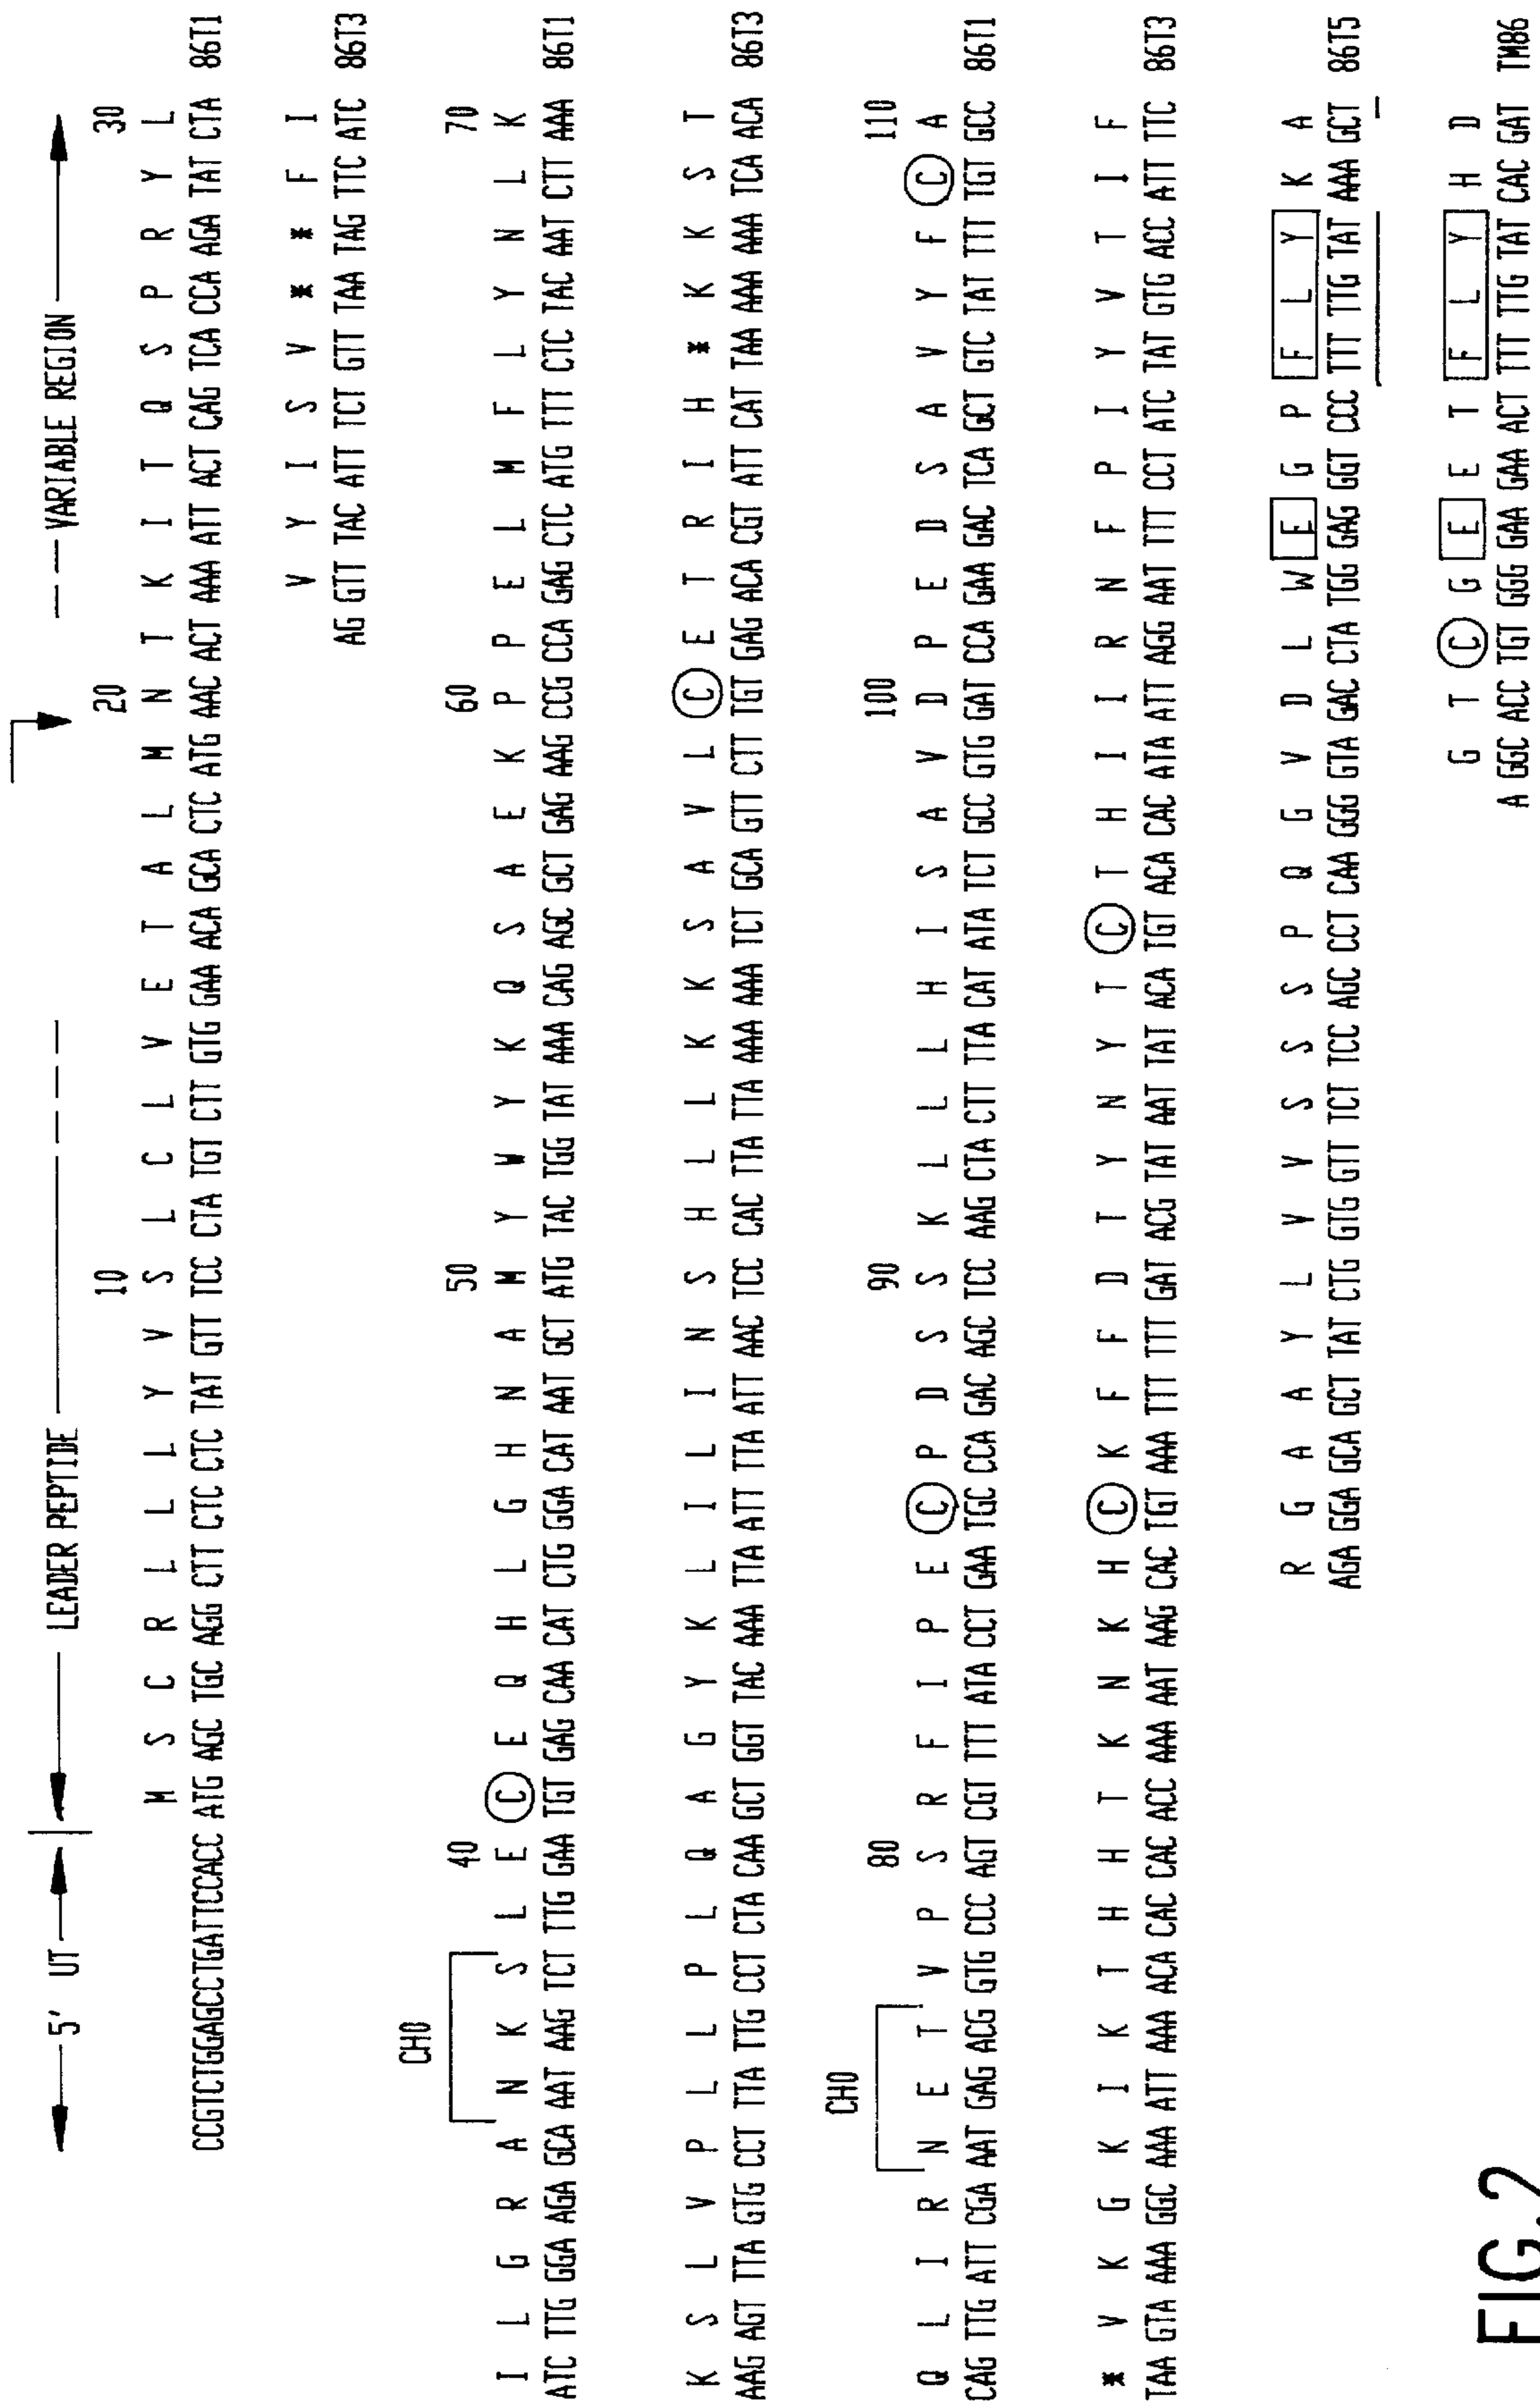 5' UT LEADER PEPTIDE VARIABLE REGION
10 20 30
M S C R L L L Y V S L C L V E T A L M N T K I T Q S P R Y L
CCGTCTGGAGCCTGATTCCACC ATG AGC TGC AGG CTT CTC CTC TAT GTT TCC CTA TGT CTT GTG GAA ACA GCA CTC ATG AAC ACT AAA ATT ACT CAG TCA CCA AGA TAT CTA 86T1
V Y I S V * * F I
AG GTT TAC ATT TCT GTT TAA TAG TTC ATC 86T3
CHO
40 50 60 70
I L G R A N K S L E C E Q H L G H N A M Y W Y K Q S A E K P P E L M F L Y N L K
ATC TTG GGA AGA GCA AAT AAG TCT TTG GAA TGT GAG CAA CAT CTG GGA CAT AAT GCT ATG TAC TGG TAT AAA CAG AGC GCT GAG AAG CCG CCA GAG CTC ATG TTT CTC TAC AAT CTT AAA 86T1
K S L V P L L P L Q A G Y K L I L I N S H L L K K S A V L C E T R I H * K K S T
AAG AGT TTA GTG CCT TTA TTG CCT CTA CAA GCT GGT TAC AAA TTA ATT TTA ATT AAC TCC CAC TTA TTA AAA AAA TCT GCA GTT CTT TGT GAG ACA CGT ATT CAT TAA AAA AAA TCA ACA 86T3
CHO
80 90 100 110
Q L I R N E T V P S R F I P E C P D S S K L L L H I S A V D P E D S A V Y F C A
CAG TTG ATT CGA AAT GAG ACG GTG CCC AGT CGT TTT ATA CCT GAA TGC CCA GAC AGC TCC AAG CTA CTT TTA CAT ATA TCT GCC GTG GAT CCA GAA GAC TCA GCT GTC TAT TTT TGT GCC 86T1
* V K G K I K T H H T K N K H C K F F D T Y N Y T C T H I I R N F P I Y V T I F
TAA GTA AAA GGC AAA ATT AAA ACA CAC CAC ACC AAA AAT AAG CAC TGT AAA TTT TTT GAT ACG TAT AAT TAT ACA TGT ACA CAC ATA ATT AGG AAT TTT CCT ATC TAT GTG ACC ATT TTC 86T3
R G A A Y L V V S S S P Q G V D L W E G P F L Y K A
AGA GGA GCA GCT TAT CTG GTG GTT TCT TCC AGC CCT CAA GGG GTA GAC CTA TGG GAG GGT CCC TTT TTG TAT AAA GCT 86T5
G T C G E E T F L Y H D
A GGC ACC TGT GGG GAA GAA ACT TTT TTG TAT CAC GAT TM86
FIG.2